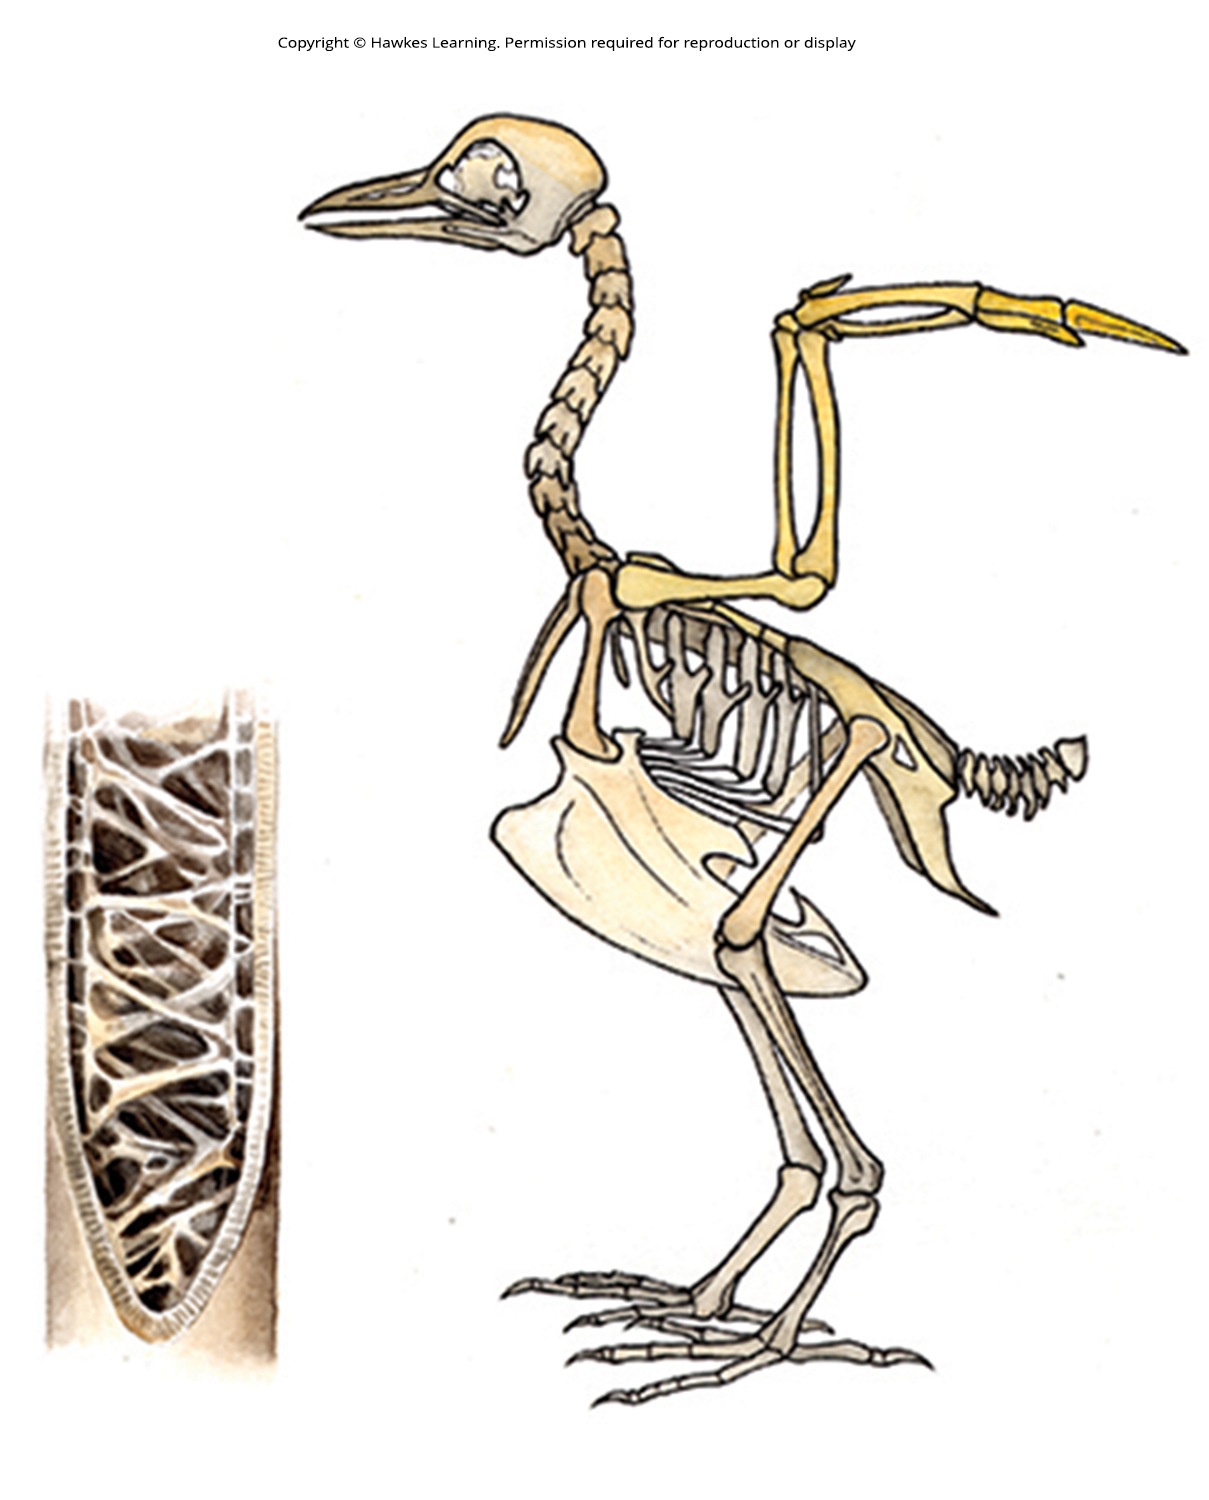 Copyright © Hawkes Learning. Permission required for reproduction or display